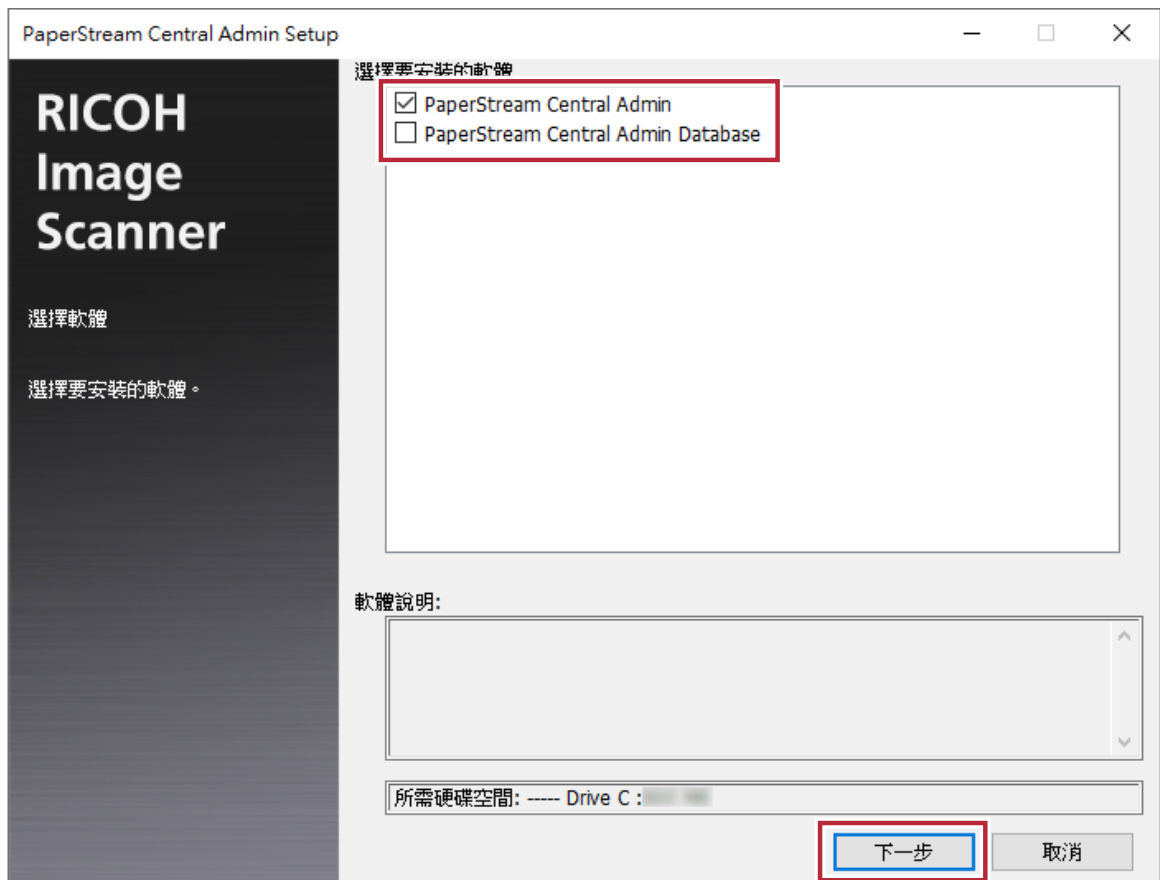 PaperStream Central Admin Setup
RICOH
Image
Scanner
選擇軟體
選擇要安裝的軟體。
選擇要安裝的軟體
PaperStream Central Admin
PaperStream Central Admin Database
軟體說明:
所需硬碟空間: ----- Drive C :
下一步
取消